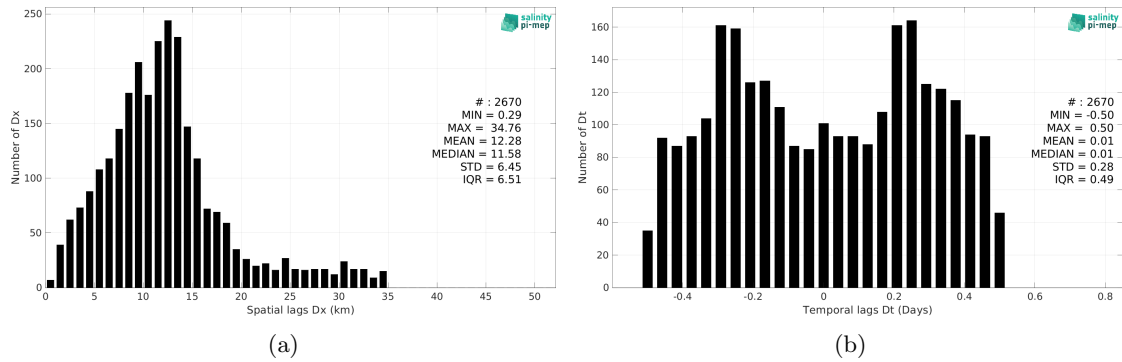 250
200
150
100
50
0
Number of Dx
0 5 10 15 20 25 30 35 40 45 50
Spatial lags Dx (km)
salinity
pi-mep
# : 2670
MIN = 0.29
MAX = 34.76
MEAN = 12.28
MEDIAN = 11.58
STD = 6.45
IQR = 6.51
(a)
160
140
120
100
80
60
40
20
0
Number of Dt
-0.4 -0.2 0 0.2 0.4 0.6 0.8
Temporal lags Dt (Days)
salinity
pi-mep
# : 2670
MIN = -0.50
MAX = 0.50
MEAN = 0.01
MEDIAN = 0.01
STD = 0.28
IQR = 0.49
(b)